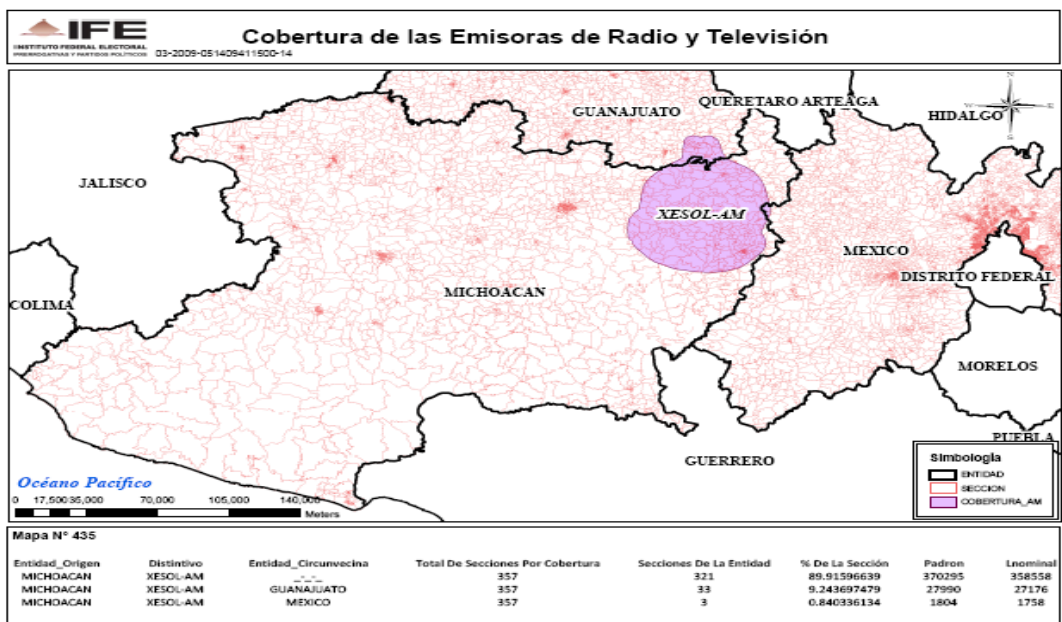 IFE
INSTITUTO FEDERAL ELECTORAL
PRERROGATIVAS Y PARTIDOS POLÍTICOS
03-2009-051409411500-14
Cobertura de las Emisoras de Radio y Televisión
GUANAJUATO
QUERETARO ARTEAGA
HIDALGO
N
W
E
S
JALISCO
XESOL-AM
MEXICO
DISTRITO FEDERAL
COLIMA
MICHOACAN
MORELOS
PUEBLA
GUERRERO
Océano Pacífico
0 17,500 35,000 70,000 105,000 140,000
Meters
Simbología
ENTIDAD
SECCION
COBERTURA_AM
Mapa N° 435
Entidad_Origen Distintivo Entidad_Circunvecina Total De Secciones Por Cobertura Secciones De La Entidad % De La Sección Padron Lnominal
MICHOACAN XESOL-AM _-_-_ 357 321 89.91596639 370295 358558
MICHOACAN XESOL-AM GUANAJUATO 357 33 9.243697479 27990 27176
MICHOACAN XESOL-AM MEXICO 357 3 0.840336134 1804 1758